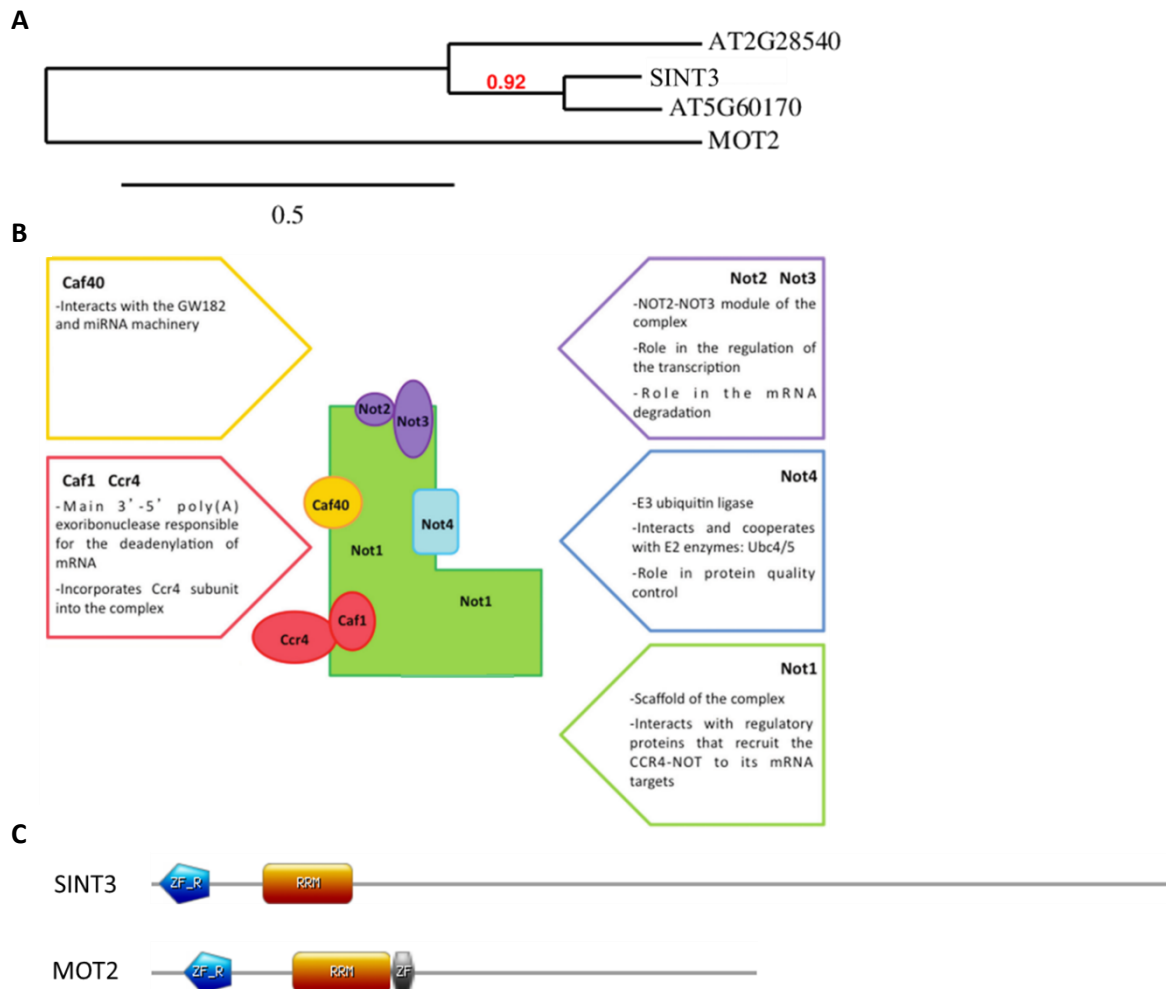 A
AT2G28540
0.92
SINT3
AT5G60170
MOT2
0.5
B
Caf40
-Interacts with the GW182
and miRNA machinery
Caf1 Ccr4
-Main 3'-5' poly(A)
exoribonuclease responsible
for the deadenylation of
mRNA
-Incorporates Ccr4 subunit
into the complex
Not2
Not3
Caf40
Not4
Not1
Not1
Caf1
Ccr4
Not2 Not3
-NOT2-NOT3 module of the
complex
-Role in the regulation of
the transcription
-Role in the mRNA
degradation
Not4
-E3 ubiquitin ligase
-Interacts and cooperates
with E2 enzymes: Ubc4/5
-Role in protein quality
control
Not1
-Scaffold of the complex
-Interacts with regulatory
proteins that recruit the
CCR4-NOT to its mRNA
targets
C
SINT3 ZF_R RRM
MOT2 ZF_R RRM ZF